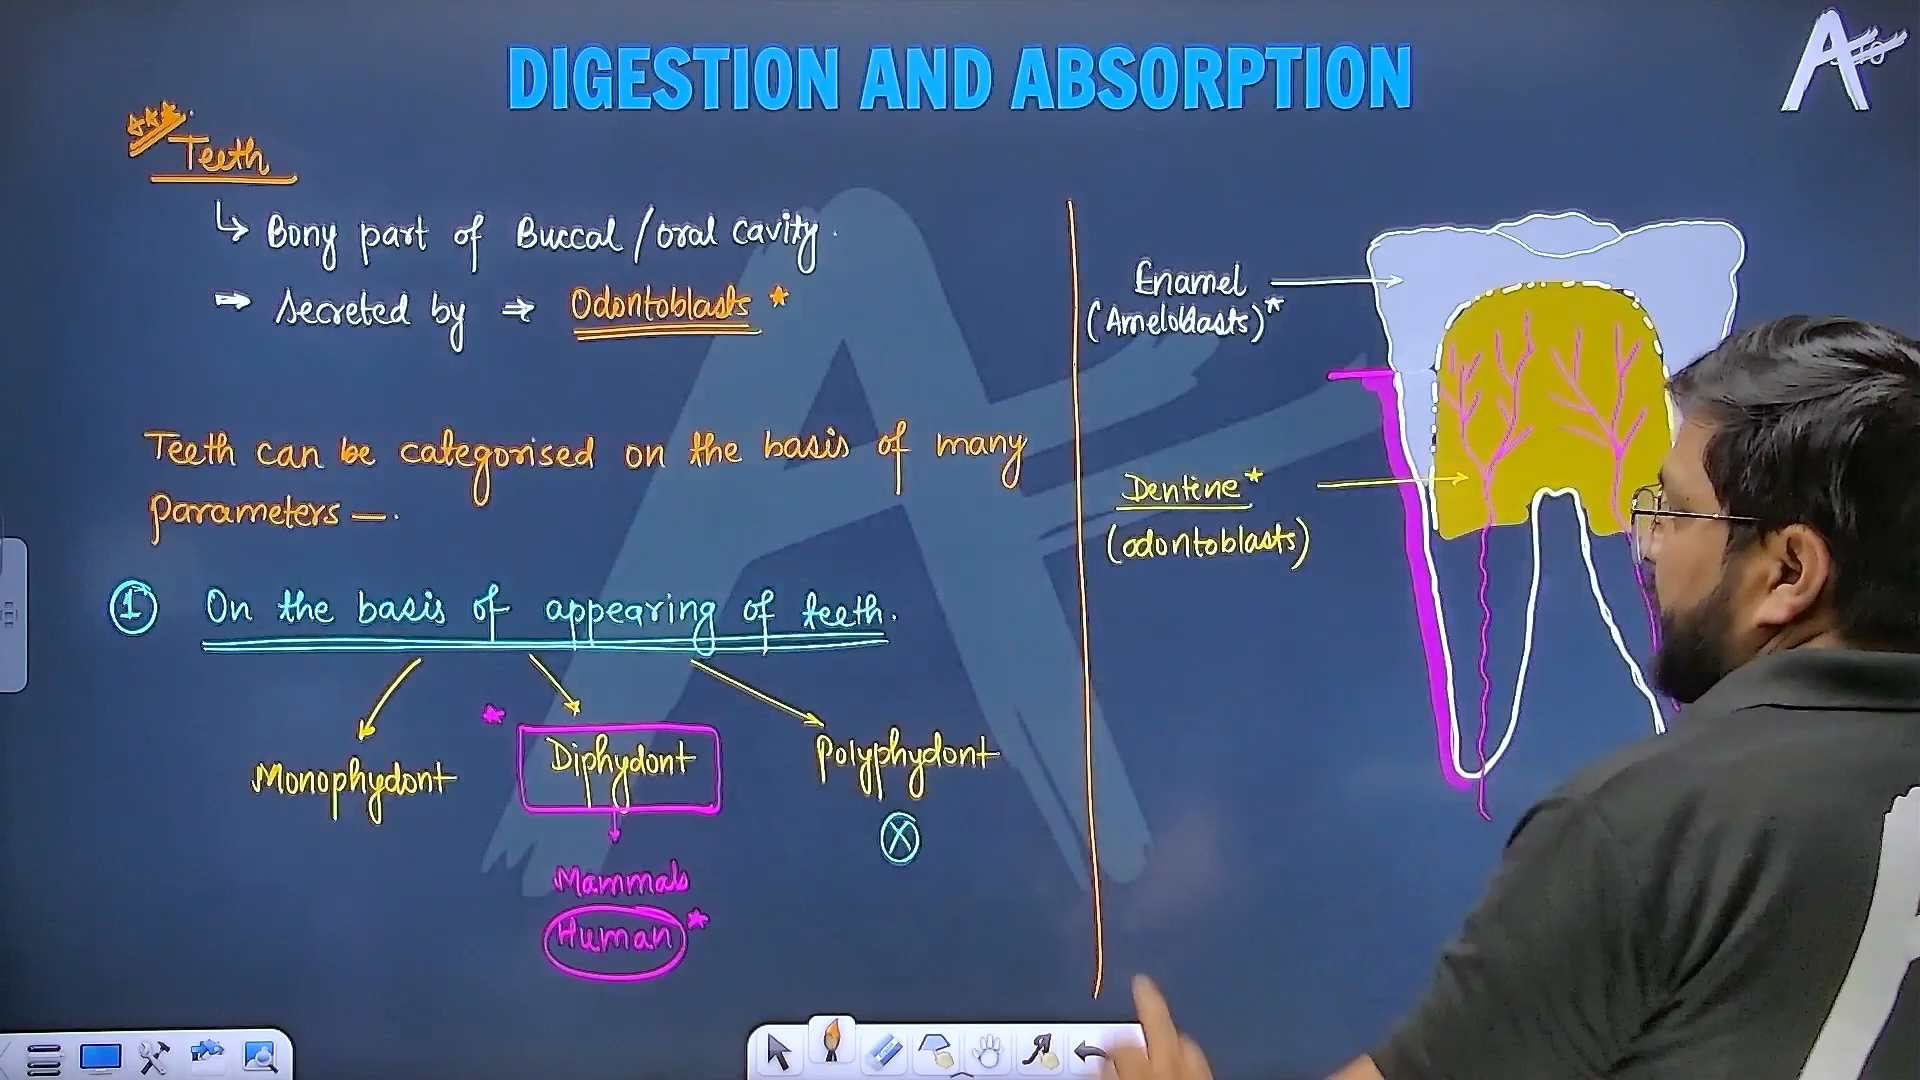 DIGESTION AND ABSORPTION
Teeth
Bony part of Buccal/oral cavity.
Secreted by ⇒ Odontoblasts *
Teeth can be categorised on the basis of many
parameters —.
① On the basis of appearing of teeth.
Monophydont
* Diphydont
Polyphydont
X
Mammals
Human *
Enamel
(Ameloblasts)*
Dentine*
(odontoblasts)